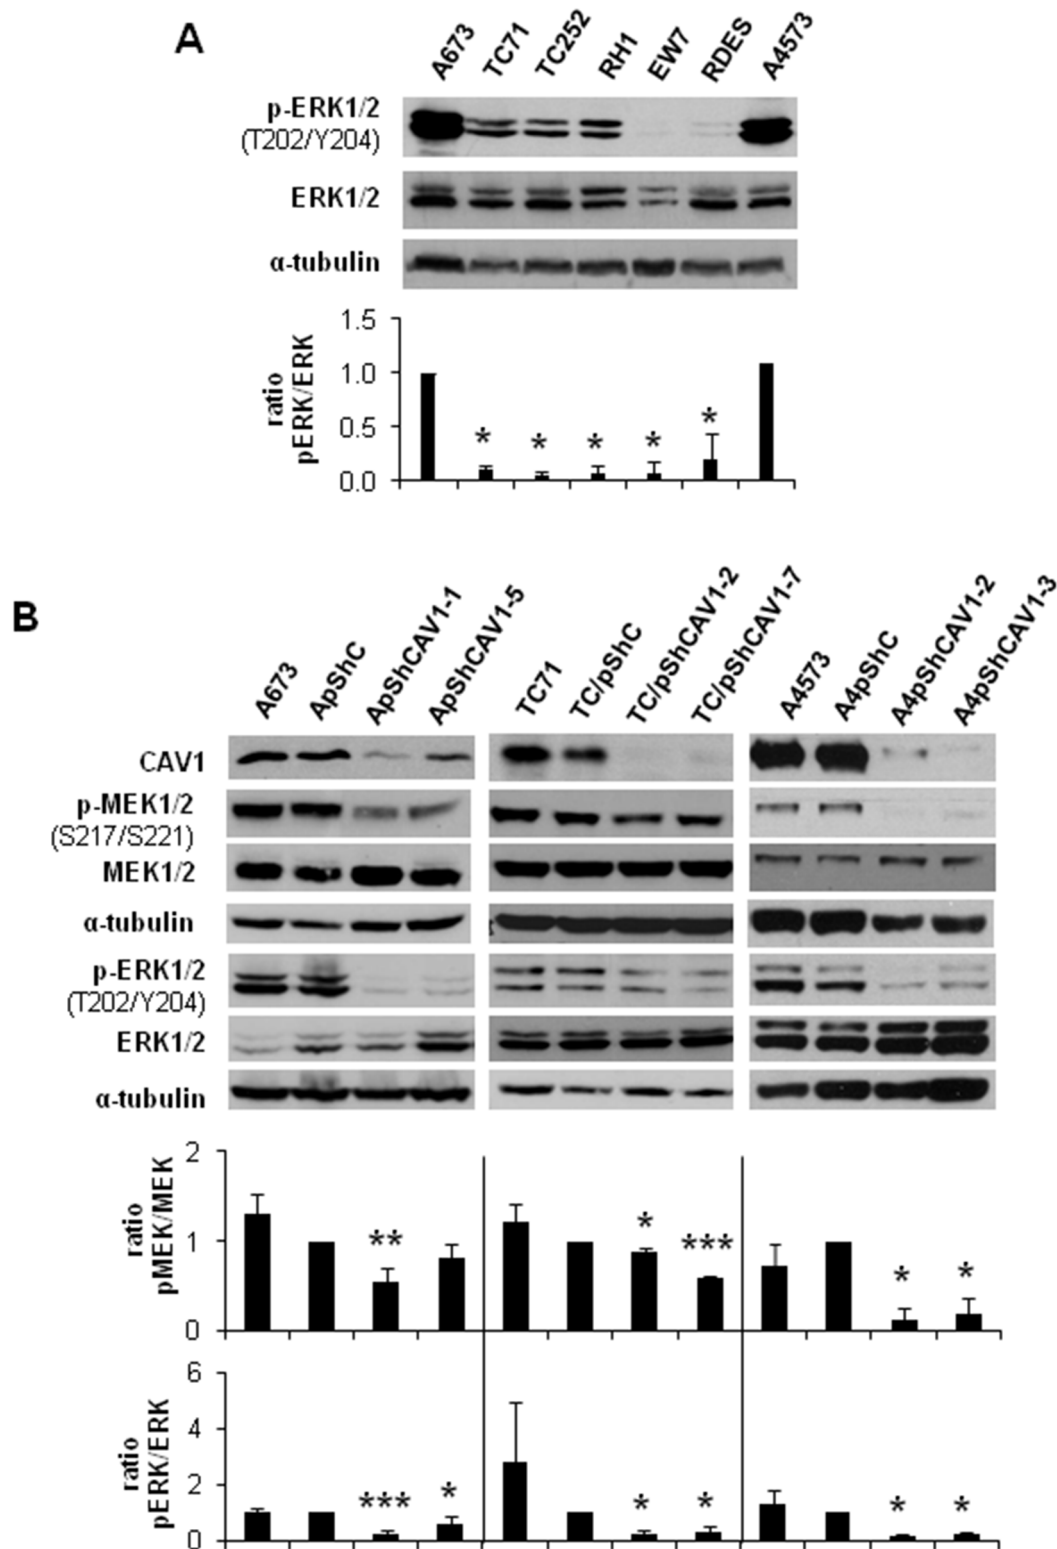 A
A673 TC71 TC252 RH1 EW7 RDES A4573
p-ERK1/2
(T202/Y204)
ERK1/2
α-tubulin
ratio
pERK/ERK
1.5
1.0
0.5
0.0
* * * * *
B
A673 ApShC ApShCAV1-1 ApShCAV1-5 TC71 TC/pShC TC/pShCAV1-2 TC/pShCAV1-7 A4573 A4pShC A4pShCAV1-2 A4pShCAV1-3
CAV1
p-MEK1/2
(S217/S221)
MEK1/2
α-tubulin
p-ERK1/2
(T202/Y204)
ERK1/2
α-tubulin
ratio
pMEK/MEK
2
1
0
** * *** * *
ratio
pERK/ERK
6
4
2
0
*** * * * * *